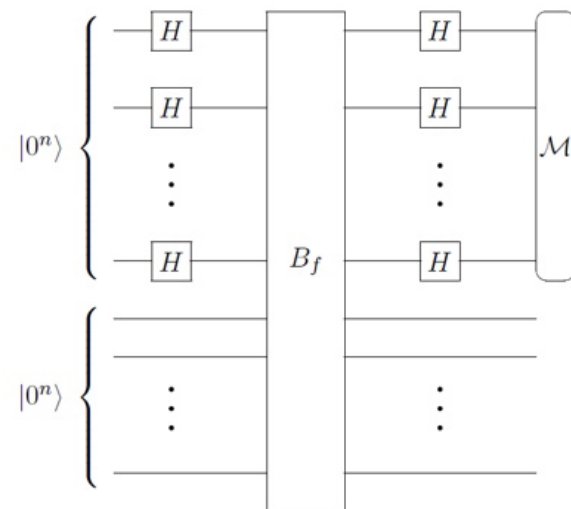 H H
|0^n⟩ H H M
⋮ ⋮
H B_f H
|0^n⟩
⋮ ⋮